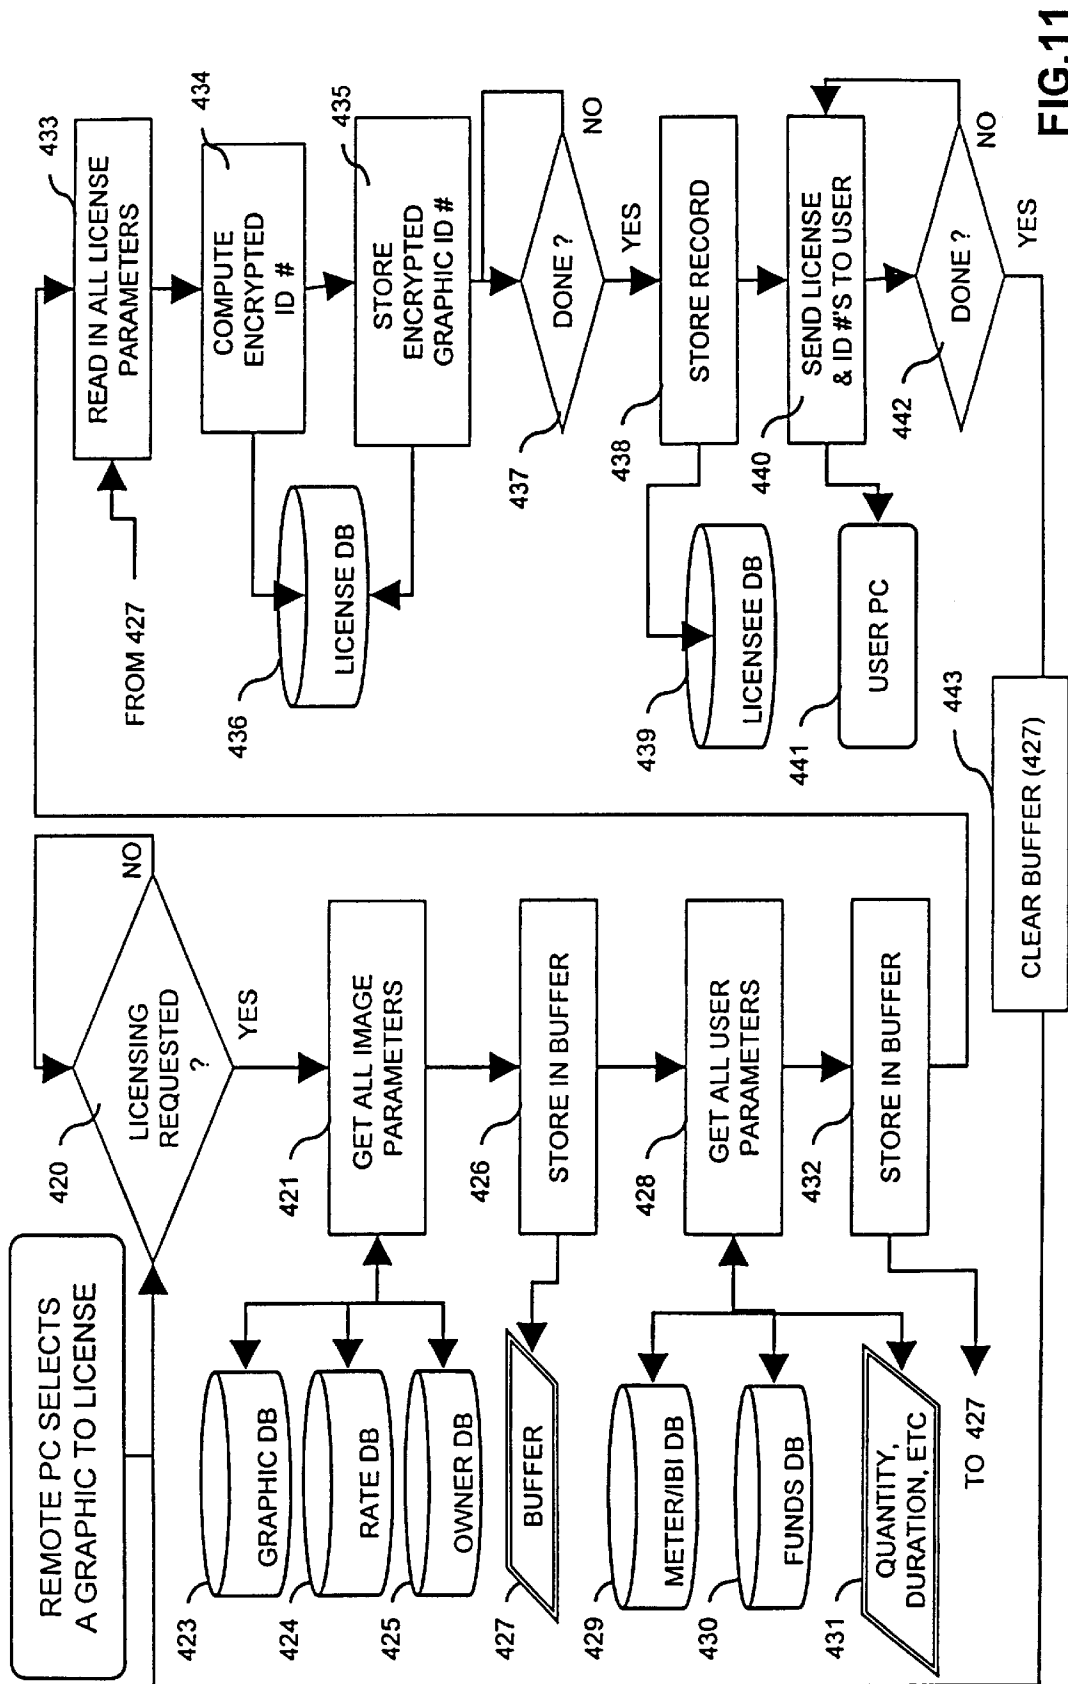 REMOTE PC SELECTS
A GRAPHIC TO LICENSE
420
LICENSING
REQUESTED
?
NO
YES
421
GET ALL IMAGE
PARAMETERS
423
GRAPHIC DB
424
RATE DB
425
OWNER DB
426
STORE IN BUFFER
427
BUFFER
428
GET ALL USER
PARAMETERS
429
METER/IBI DB
430
FUNDS DB
431
QUANTITY,
DURATION, ETC
432
STORE IN BUFFER
TO 427
433
READ IN ALL LICENSE
PARAMETERS
FROM 427
434
COMPUTE
ENCRYPTED
ID #
435
STORE
ENCRYPTED
GRAPHIC ID #
436
LICENSE DB
437
DONE ?
NO
YES
438
STORE RECORD
439
LICENSEE DB
440
SEND LICENSE
& ID #'S TO USER
441
USER PC
442
DONE ?
NO
YES
443
CLEAR BUFFER (427)
FIG.11